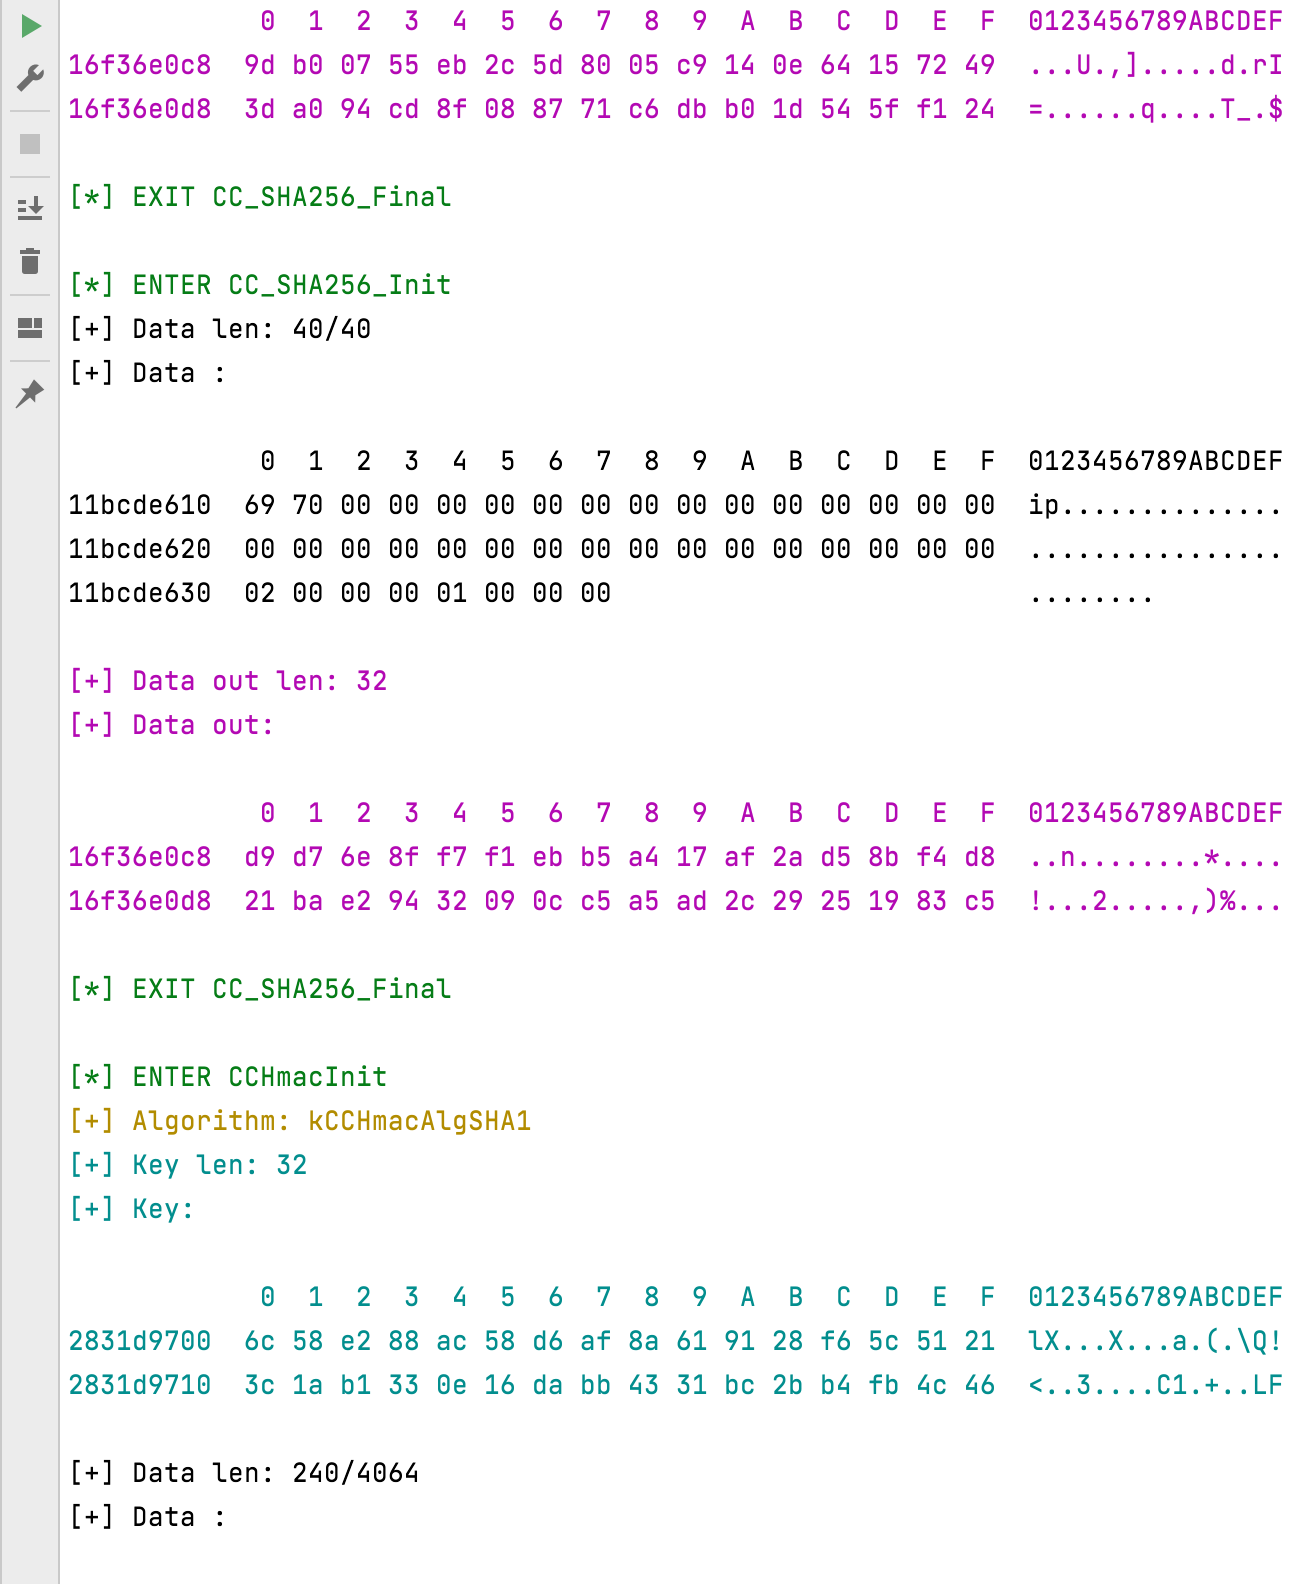 0  1  2  3  4  5  6  7  8  9  A  B  C  D  E  F  0123456789ABCDEF
16f36e0c8  9d b0 07 55 eb 2c 5d 80 05 c9 14 0e 64 15 72 49  ...U.,].....d.rI
16f36e0d8  3d a0 94 cd 8f 08 87 71 c6 db b0 1d 54 5f f1 24  =......q....T_.$
[*] EXIT CC_SHA256_Final
[*] ENTER CC_SHA256_Init
[+] Data len: 40/40
[+] Data :
            0  1  2  3  4  5  6  7  8  9  A  B  C  D  E  F  0123456789ABCDEF
11bcde610  69 70 00 00 00 00 00 00 00 00 00 00 00 00 00 00  ip..............
11bcde620  00 00 00 00 00 00 00 00 00 00 00 00 00 00 00 00  ................
11bcde630  02 00 00 00 01 00 00 00                          ........
[+] Data out len: 32
[+] Data out:
            0  1  2  3  4  5  6  7  8  9  A  B  C  D  E  F  0123456789ABCDEF
16f36e0c8  d9 d7 6e 8f f7 f1 eb b5 a4 17 af 2a d5 8b f4 d8  ..n........*....
16f36e0d8  21 ba e2 94 32 09 0c c5 a5 ad 2c 29 25 19 83 c5  !...2.....,)%...
[*] EXIT CC_SHA256_Final
[*] ENTER CCHmacInit
[+] Algorithm: kCCHmacAlgSHA1
[+] Key len: 32
[+] Key:
            0  1  2  3  4  5  6  7  8  9  A  B  C  D  E  F  0123456789ABCDEF
2831d9700  6c 58 e2 88 ac 58 d6 af 8a 61 91 28 f6 5c 51 21  lX...X...a.(.\Q!
2831d9710  3c 1a b1 33 0e 16 da bb 43 31 bc 2b b4 fb 4c 46  <..3....C1.+..LF
[+] Data len: 240/4064
[+] Data :